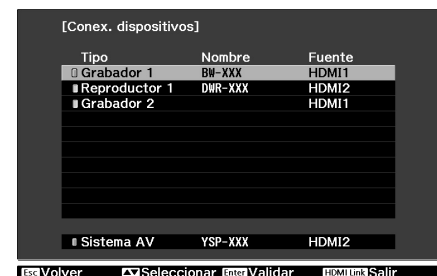 [Conex. dispositivos]
Tipo Nombre Fuente
Grabador 1 BW-XXX HDMI1
Reproductor 1 DWR-XXX HDMI2
Grabador 2 HDMI1
Sistema AV YSP-XXX HDMI2
Esc Volver Seleccionar Enter Validar HDMI Link Salir